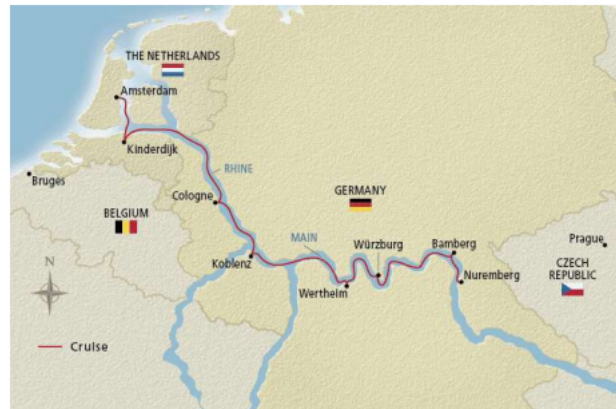 THE NETHERLANDS
Amsterdam
Kinderdijk
RHINE
Bruges
Cologne
GERMANY
BELGIUM
MAIN
Würzburg
Bamberg
Prague
Koblenz
CZECH
REPUBLIC
N
Wertheim
Nuremberg
Cruise